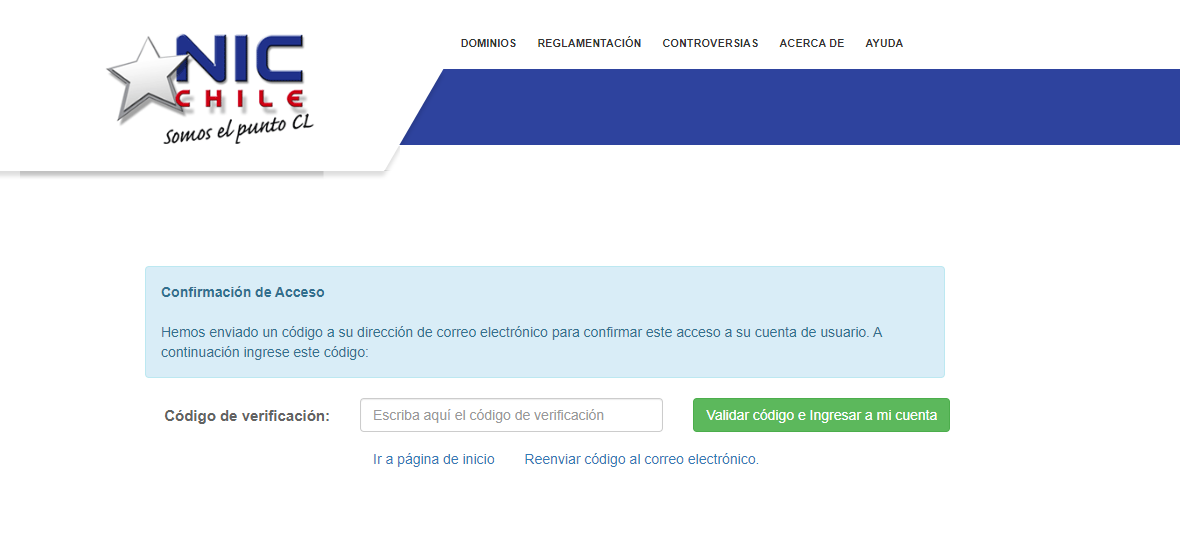 NIC
CHILE
Somos el punto CL
DOMINIOS REGLAMENTACIÓN CONTROVERSIAS ACERCA DE AYUDA
Confirmación de Acceso
Hemos enviado un código a su dirección de correo electrónico para confirmar este acceso a su cuenta de usuario. A
continuación ingrese este código:
Código de verificación: Escriba aquí el código de verificación Validar código e Ingresar a mi cuenta
Ir a página de inicio Reenviar código al correo electrónico.